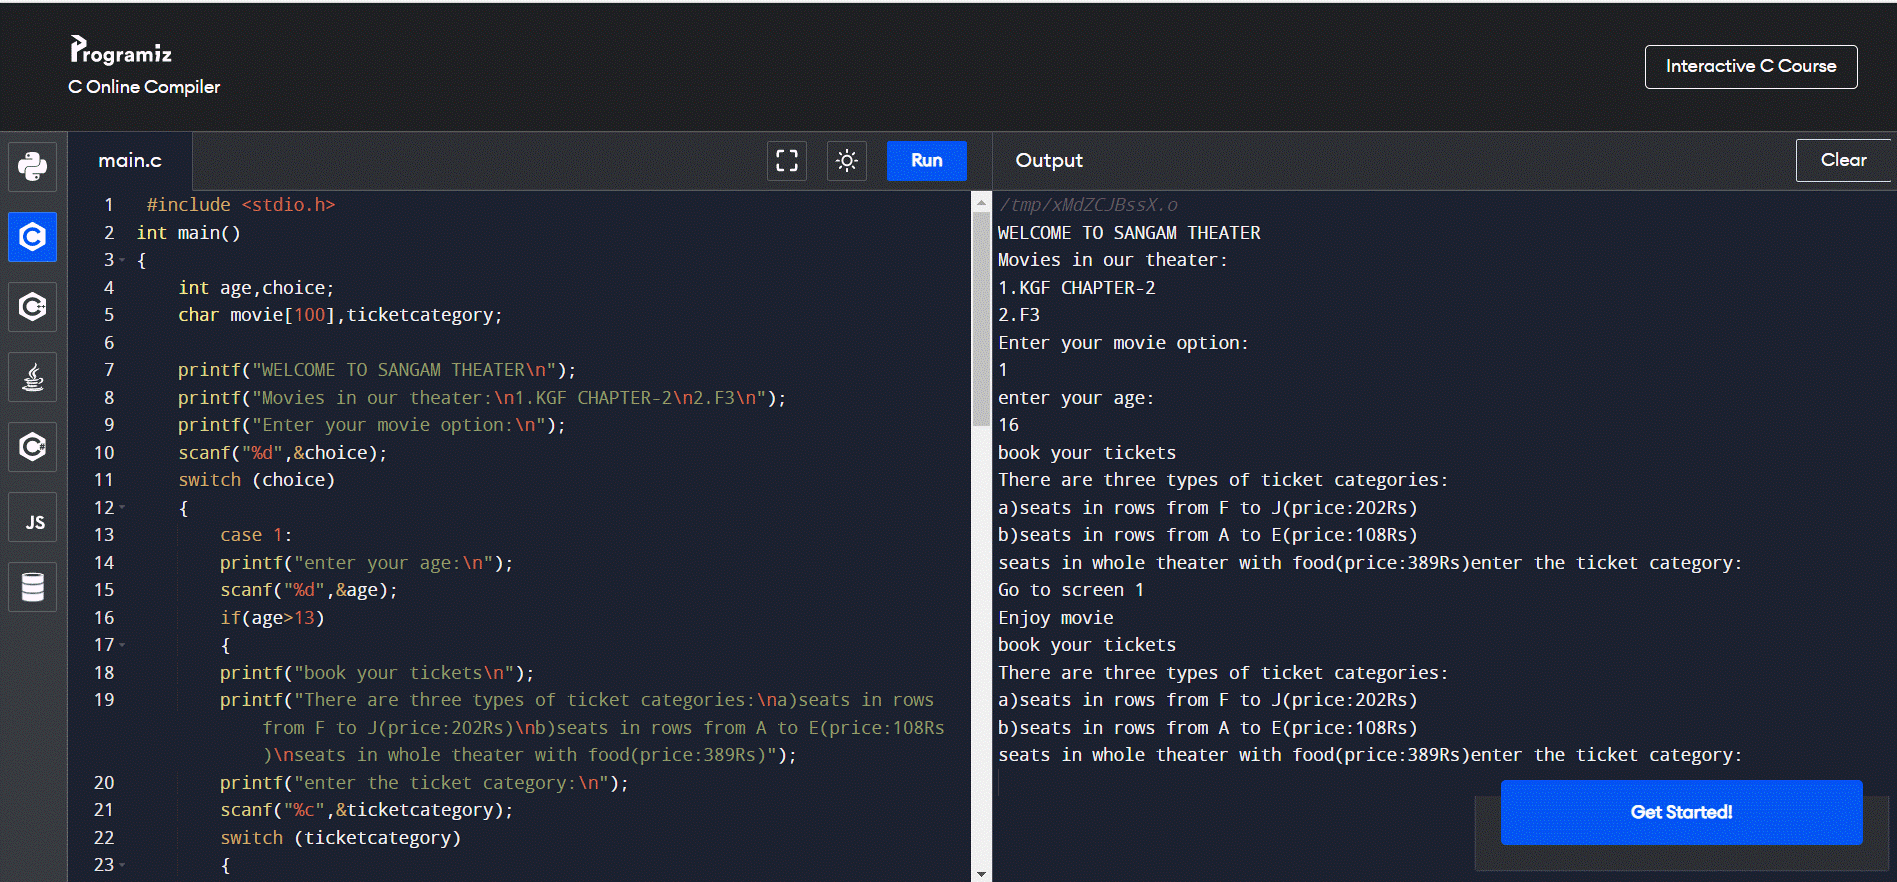 Programiz
C Online Compiler
Interactive C Course
main.c
Run
Output
Clear
JS
1 #include <stdio.h>
2 int main()
3 {
4 int age,choice;
5 char movie[100],ticketcategory;
6
7 printf("WELCOME TO SANGAM THEATER\n");
8 printf("Movies in our theater:\n1.KGF CHAPTER-2\n2.F3\n");
9 printf("Enter your movie option:\n");
10 scanf("%d",&choice);
11 switch (choice)
12 {
13 case 1:
14 printf("enter your age:\n");
15 scanf("%d",&age);
16 if(age>13)
17 {
18 printf("book your tickets\n");
19 printf("There are three types of ticket categories:\na)seats in rows
from F to J(price:202Rs)\nb)seats in rows from A to E(price:108Rs
)\nseats in whole theater with food(price:389Rs)");
20 printf("enter the ticket category:\n");
21 scanf("%c",&ticketcategory);
22 switch (ticketcategory)
23 {
/tmp/xMdZCJBssX.o
WELCOME TO SANGAM THEATER
Movies in our theater:
1.KGF CHAPTER-2
2.F3
Enter your movie option:
1
enter your age:
16
book your tickets
There are three types of ticket categories:
a)seats in rows from F to J(price:202Rs)
b)seats in rows from A to E(price:108Rs)
seats in whole theater with food(price:389Rs)enter the ticket category:
Go to screen 1
Enjoy movie
book your tickets
There are three types of ticket categories:
a)seats in rows from F to J(price:202Rs)
b)seats in rows from A to E(price:108Rs)
seats in whole theater with food(price:389Rs)enter the ticket category:
Get Started!